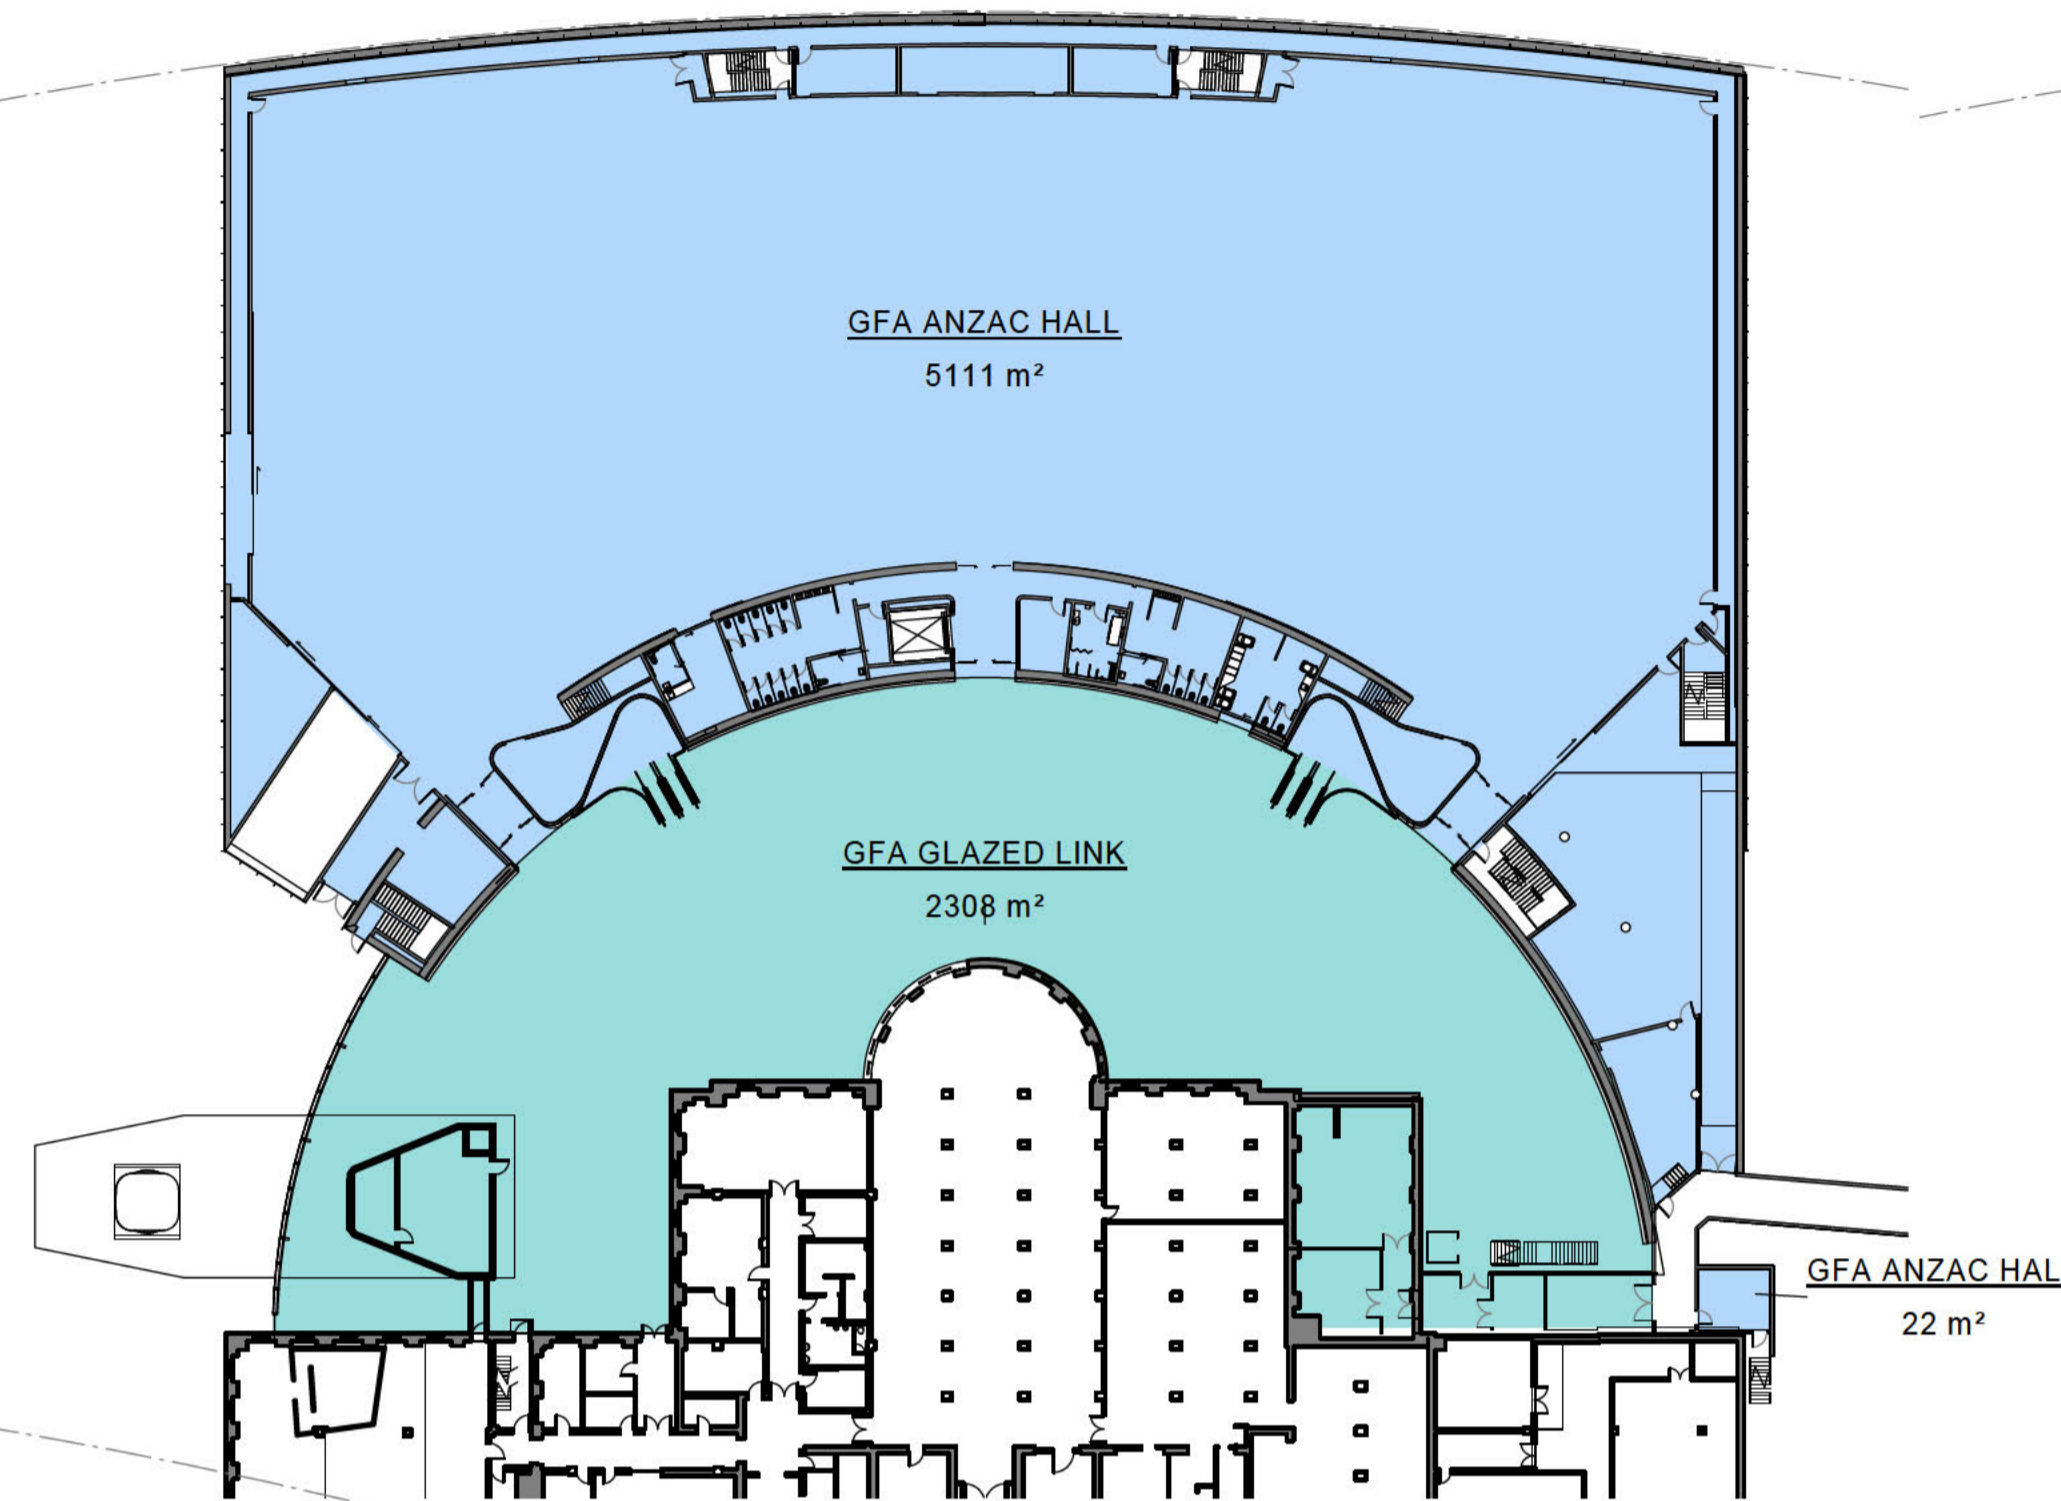 GFA ANZAC HALL
5111 m²
GFA GLAZED LINK
2308 m²
GFA ANZAC HAL
22 m²